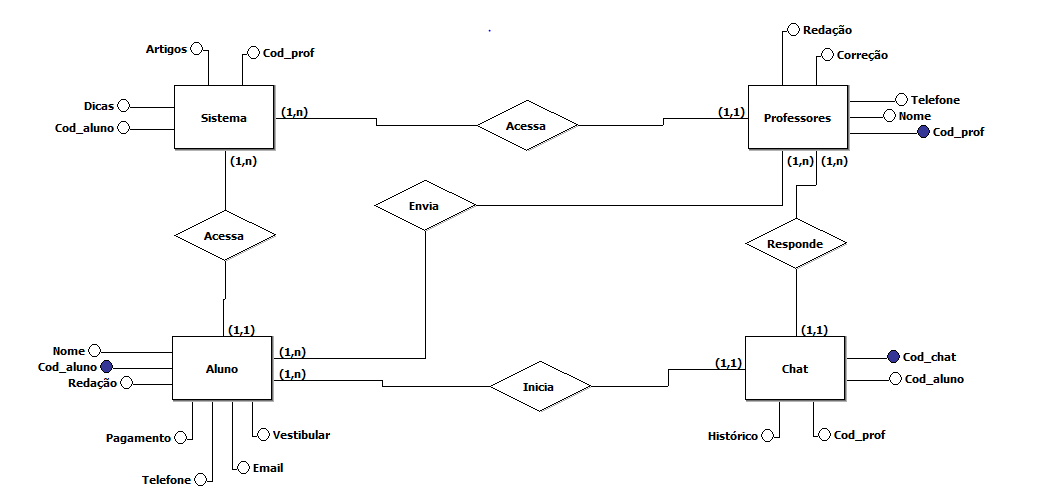 Redação
Artigos
Cod_prof
Correção
Dicas
Telefone
Sistema
(1,n)
Acessa
(1,1)
Professores
Nome
Cod_aluno
Cod_prof
(1,n)
(1,n)
(1,n)
Envia
Acessa
Responde
(1,1)
(1,1)
Nome
(1,n)
Cod_chat
Cod_aluno
Aluno
(1,n)
(1,1)
Chat
Cod_aluno
Redação
Inicia
Pagamento
Vestibular
Histórico
Cod_prof
Email
Telefone